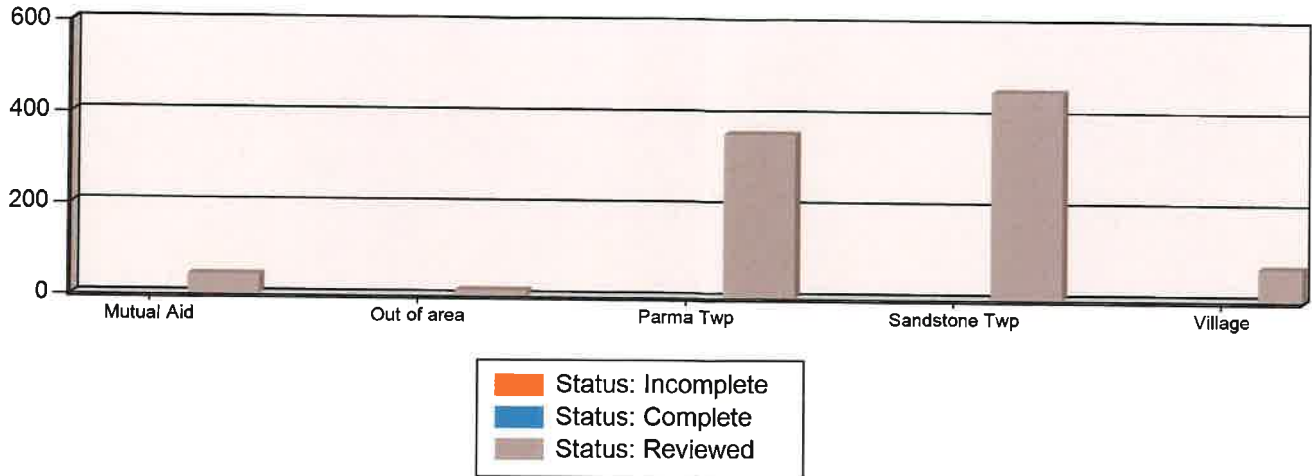 600
400
200
0
Mutual Aid Out of area Parma Twp Sandstone Twp Village
Status: Incomplete
Status: Complete
Status: Reviewed